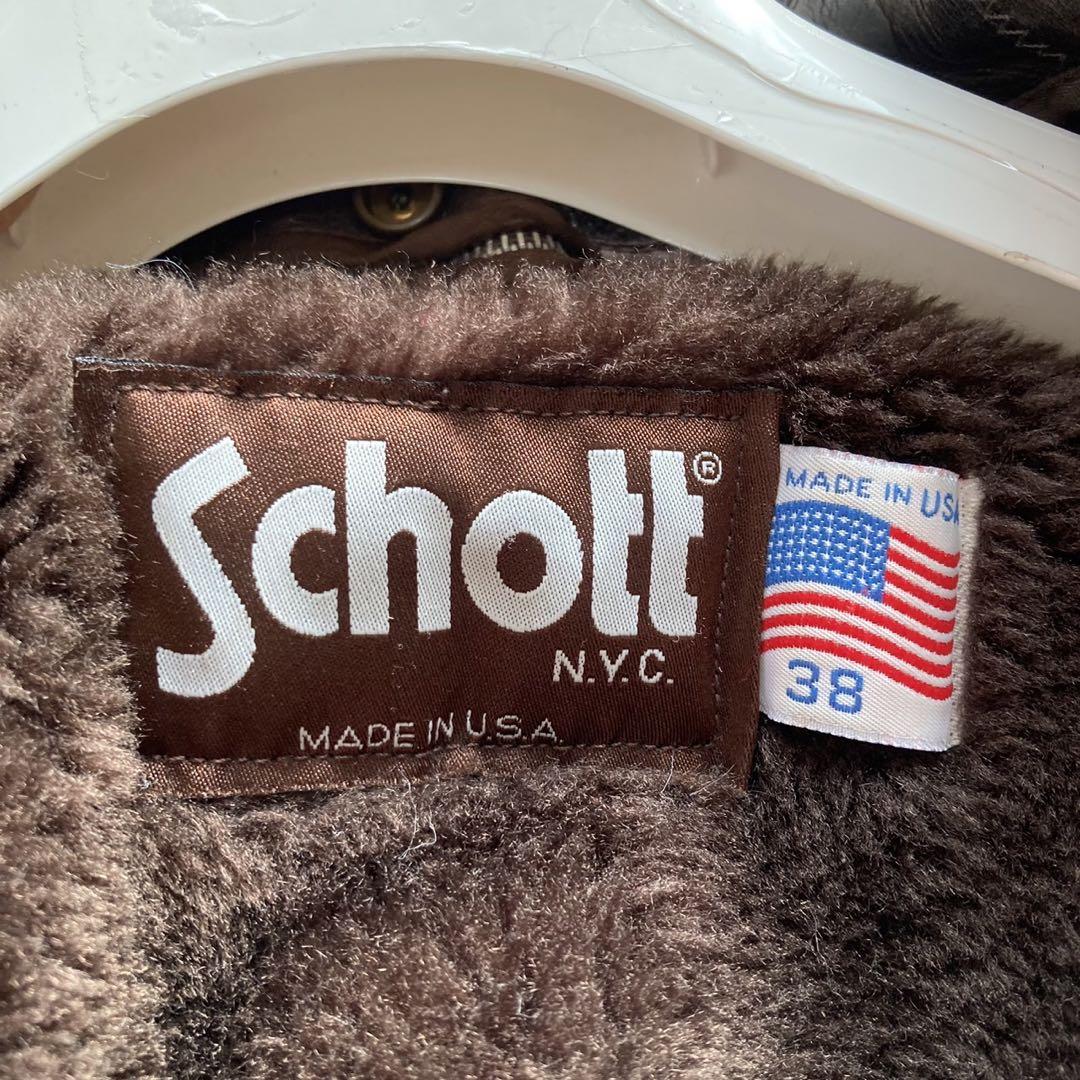 Schott®
N.Y.C.
MADE IN U.S.A.
MADE IN USA
38